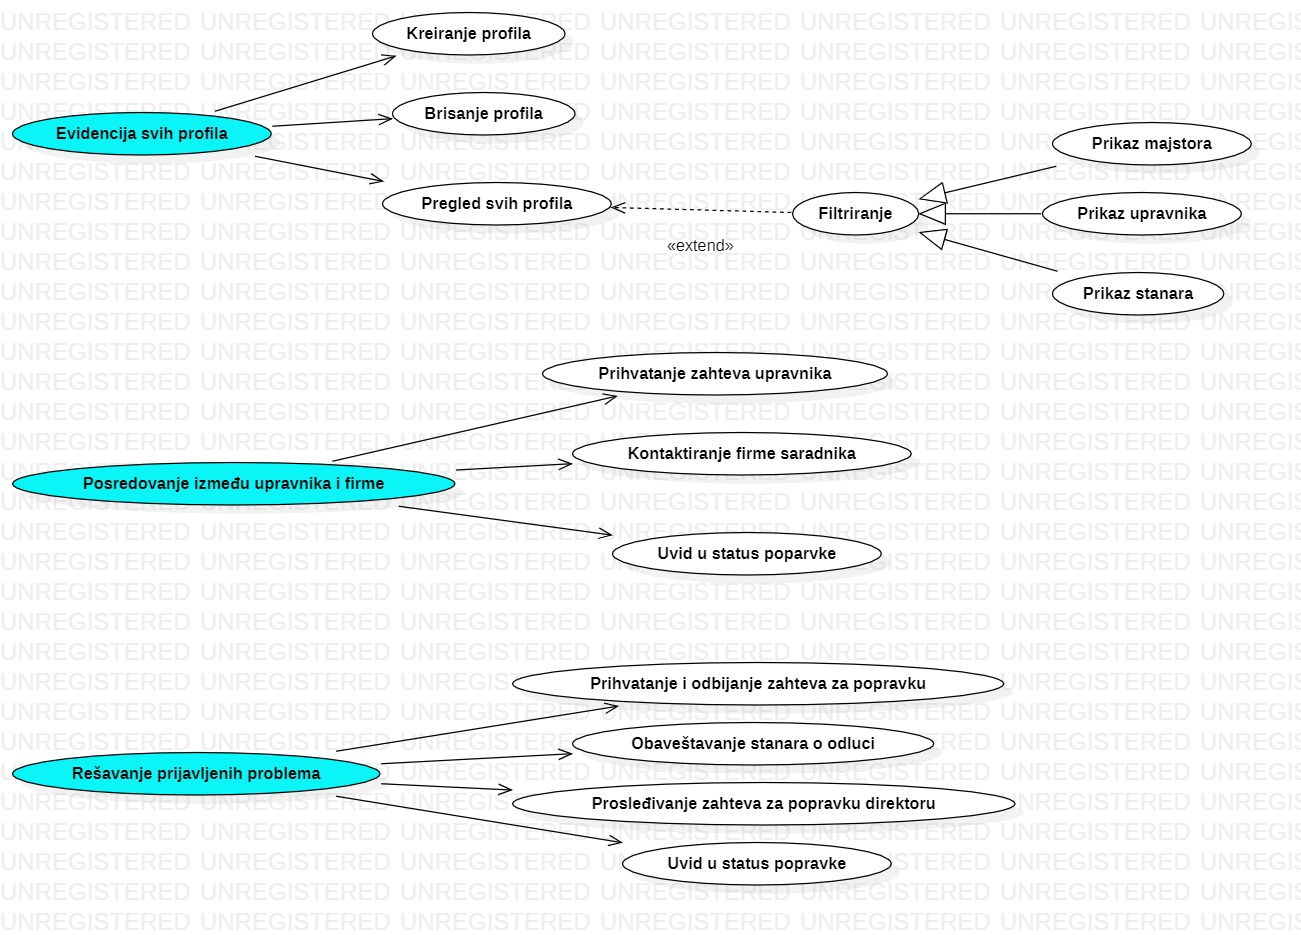 Kreiranje profila
Brisanje profila
Evidencija svih profila
Prikaz majstora
Pregled svih profila
Filtriranje
Prikaz upravnika
«extend»
Prikaz stanara
Prihvatanje zahteva upravnika
Kontaktiranje firme saradnika
Posredovanje između upravnika i firme
Uvid u status poparvke
Prihvatanje i odbijanje zahteva za popravku
Obaveštavanje stanara o odluci
Rešavanje prijavljenih problema
Prosleđivanje zahteva za popravku direktoru
Uvid u status popravke
UNREGISTERED